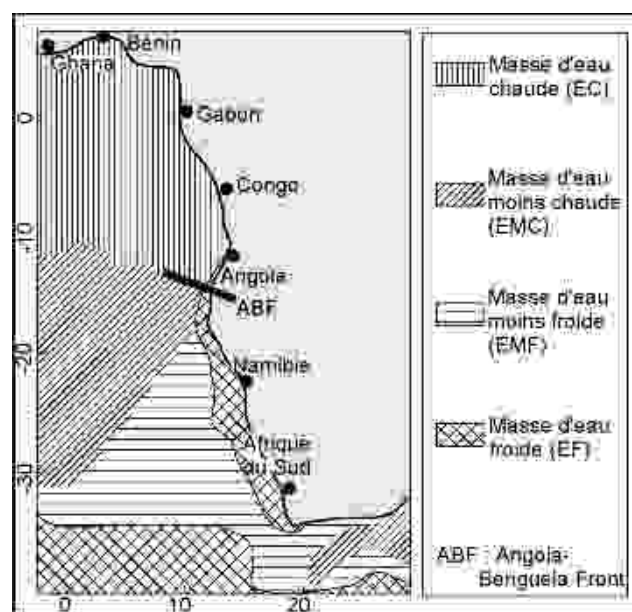 Ghana
Bénin
Gabon
Congo
Angola
ABF
Namibie
Afrique
du Sud
0
-10
-20
-30
0
10
20
Masse d'eau
chaude (EC)
Masse d'eau
moins chaude
(EMC)
Masse d'eau
moins froide
(EMF)
Masse d'eau
froide (EF)
ABF : Angola-
Benguela Front